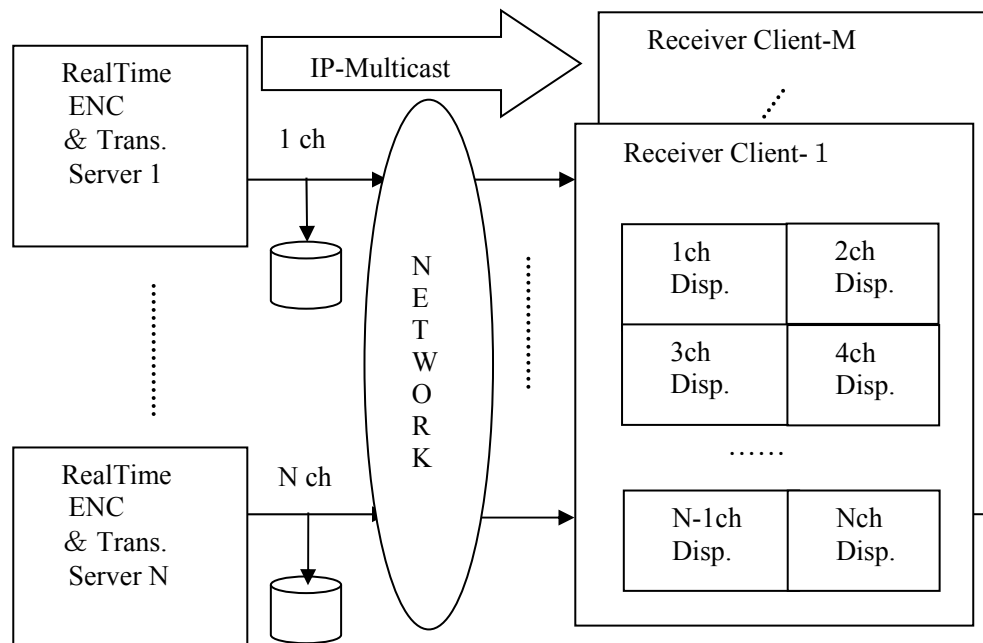 RealTime
ENC
& Trans.
Server 1
IP-Multicast
1 ch
Receiver Client-M
Receiver Client- 1
1ch
Disp.
2ch
Disp.
3ch
Disp.
4ch
Disp.
……
N-1ch
Disp.
Nch
Disp.
N
E
T
W
O
R
K
RealTime
ENC
& Trans.
Server N
N ch